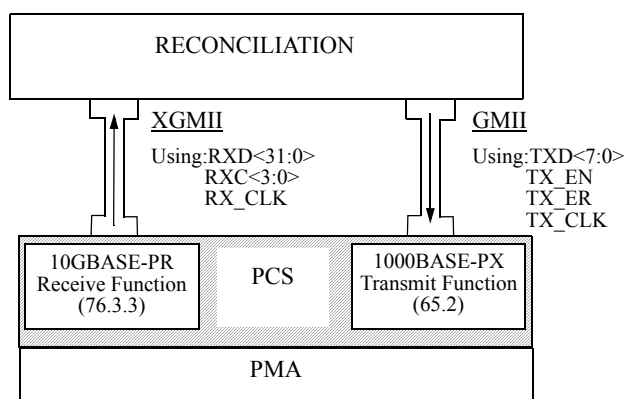 RECONCILIATION
XGMII
Using:RXD<31:0>
RXC<3:0>
RX_CLK
GMII
Using:TXD<7:0>
TX_EN
TX_ER
TX_CLK
10GBASE-PR
Receive Function
(76.3.3)
PCS
1000BASE-PX
Transmit Function
(65.2)
PMA